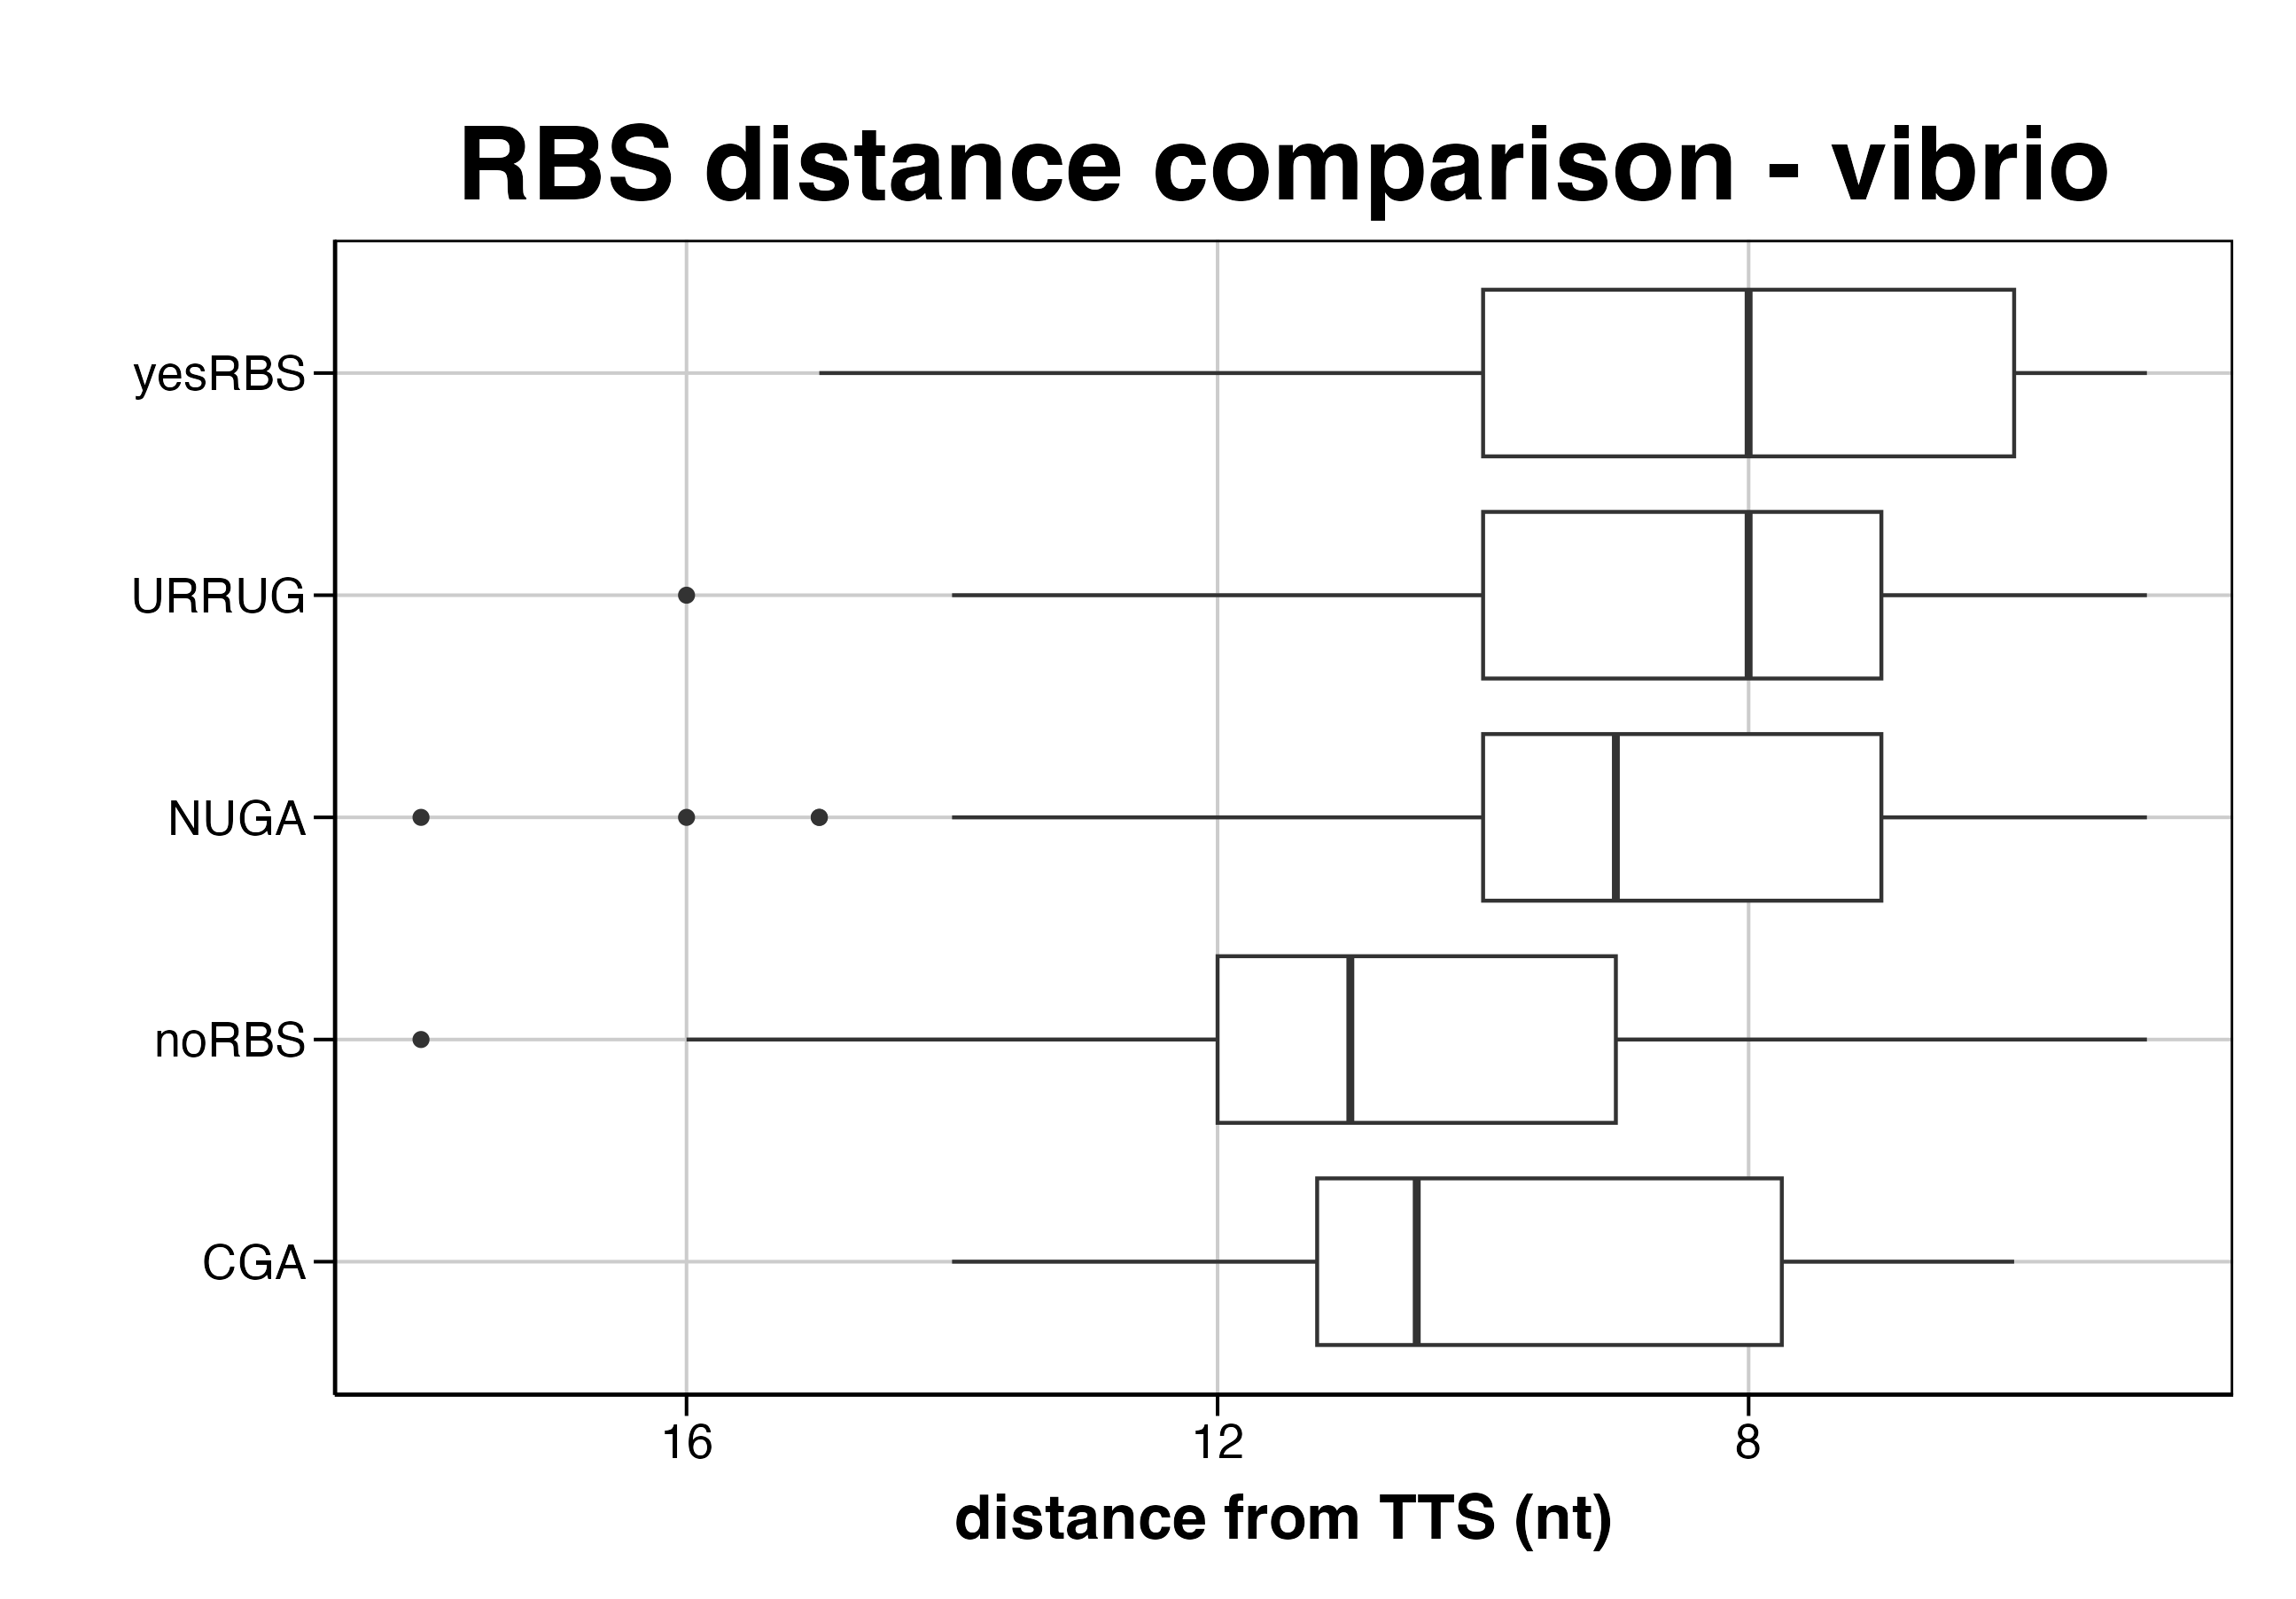 RBS distance comparison - vibrio
yesRBS
URRUG
NUGA
noRBS
CGA
16 12 8
distance from TTS (nt)